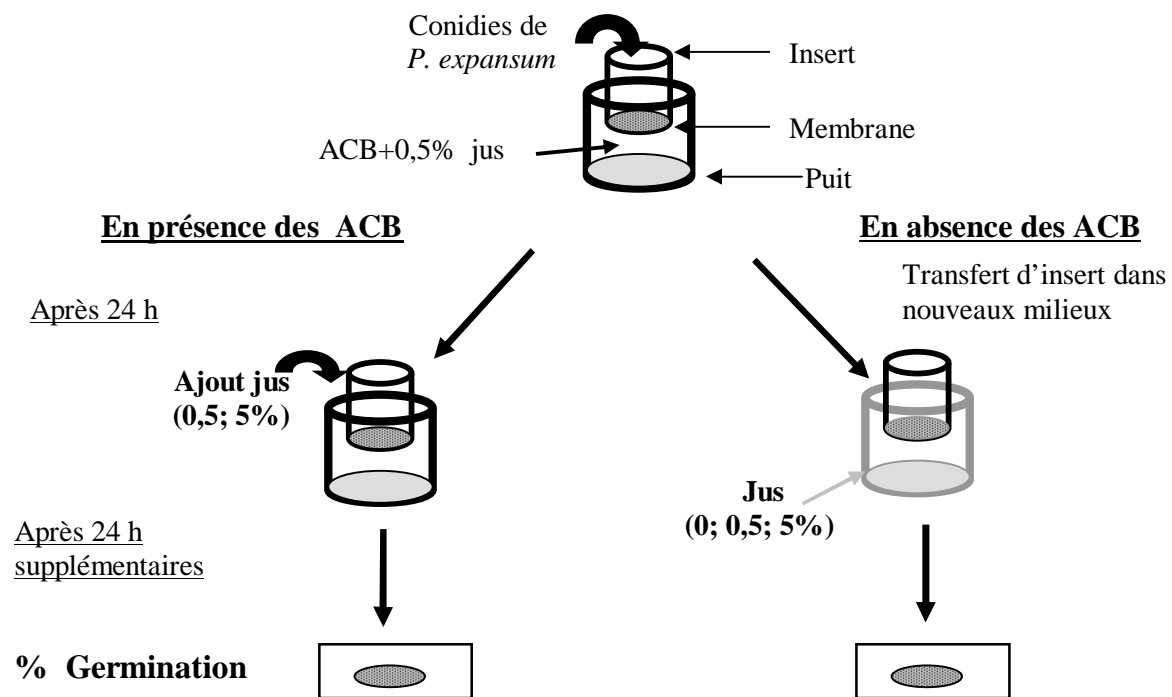 Conidies de
P. expansum
Insert
Membrane
ACB+0,5% jus
Puit
En présence des ACB
En absence des ACB
Transfert d’insert dans
nouveaux milieux
Après 24 h
Ajout jus
(0,5; 5%)
Jus
(0; 0,5; 5%)
Après 24 h
supplémentaires
% Germination